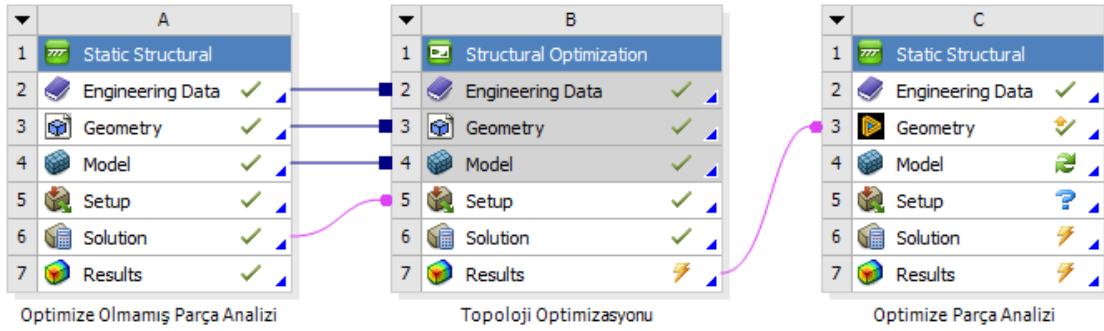 A
1 Static Structural
2 Engineering Data
3 Geometry
4 Model
5 Setup
6 Solution
7 Results
Optimize Olmamış Parça Analizi
B
1 Structural Optimization
2 Engineering Data
3 Geometry
4 Model
5 Setup
6 Solution
7 Results
Topoloji Optimizasyonu
C
1 Static Structural
2 Engineering Data
3 Geometry
4 Model
5 Setup
6 Solution
7 Results
Optimize Parça Analizi